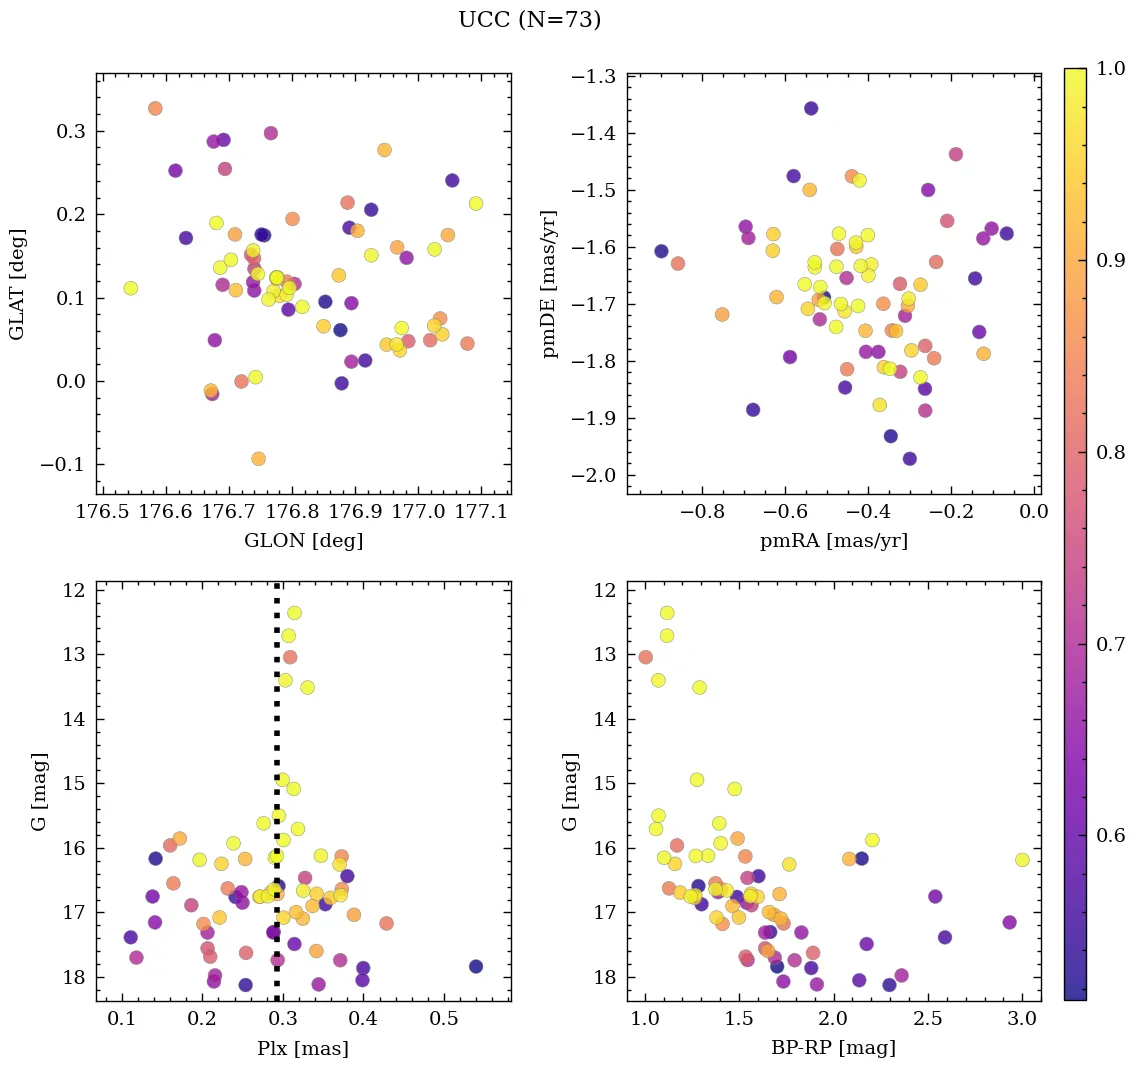 UCC (N=73)
0.3
0.2
0.1
0.0
−0.1
GLAT [deg]
176.5 176.6 176.7 176.8 176.9 177.0 177.1
GLON [deg]
−1.3
−1.4
−1.5
−1.6
−1.7
−1.8
−1.9
−2.0
pmDE [mas/yr]
−0.8 −0.6 −0.4 −0.2 0.0
pmRA [mas/yr]
12
13
14
15
16
17
18
G [mag]
0.1 0.2 0.3 0.4 0.5
Plx [mas]
12
13
14
15
16
17
18
G [mag]
1.0 1.5 2.0 2.5 3.0
BP-RP [mag]
1.0
0.9
0.8
0.7
0.6